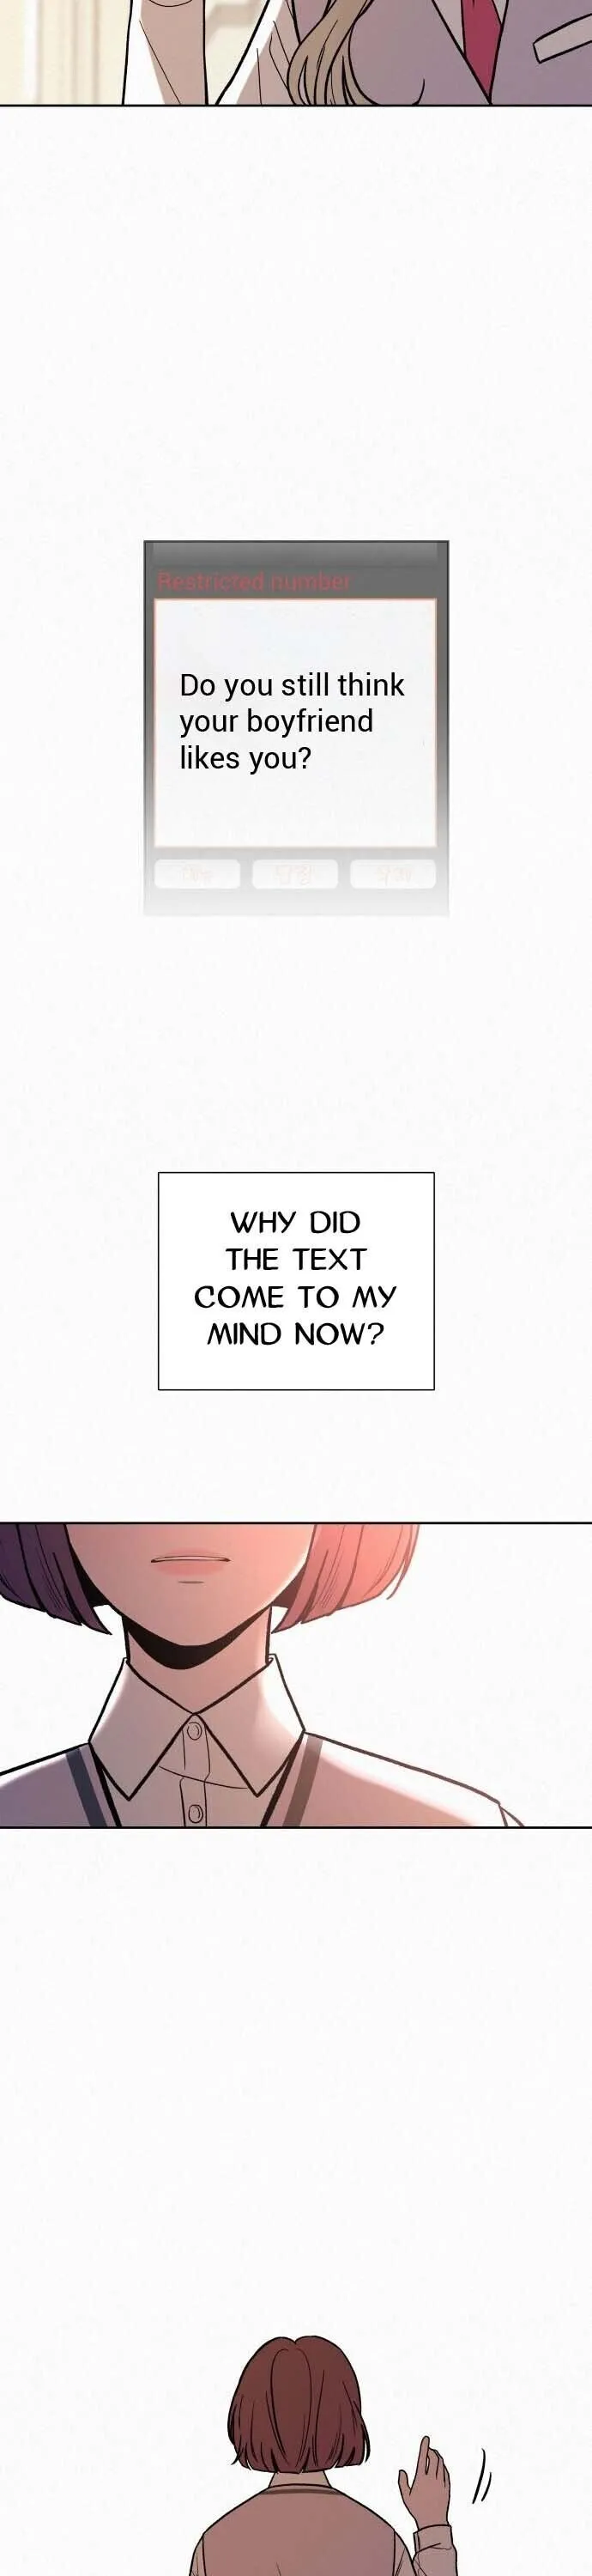 Restricted number
Do you still think
your boyfriend
likes you?
WHY DID
THE TEXT
COME TO MY
MIND NOW?